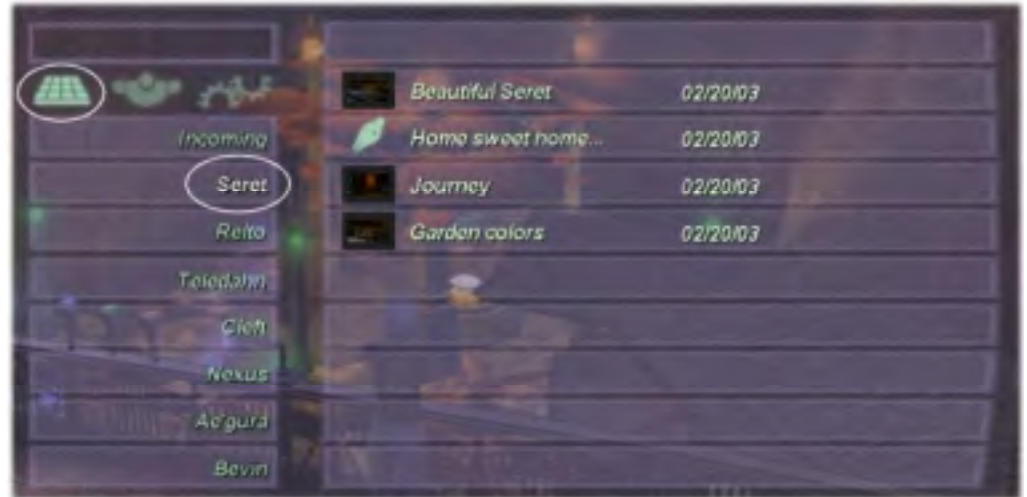 Incoming
Seret
Relto
Teledahn
Cleft
Nexus
Ae'gura
Bevin
Beautiful Seret 02/20/03
Home sweet home... 02/20/03
Journey 02/20/03
Garden colors 02/20/03